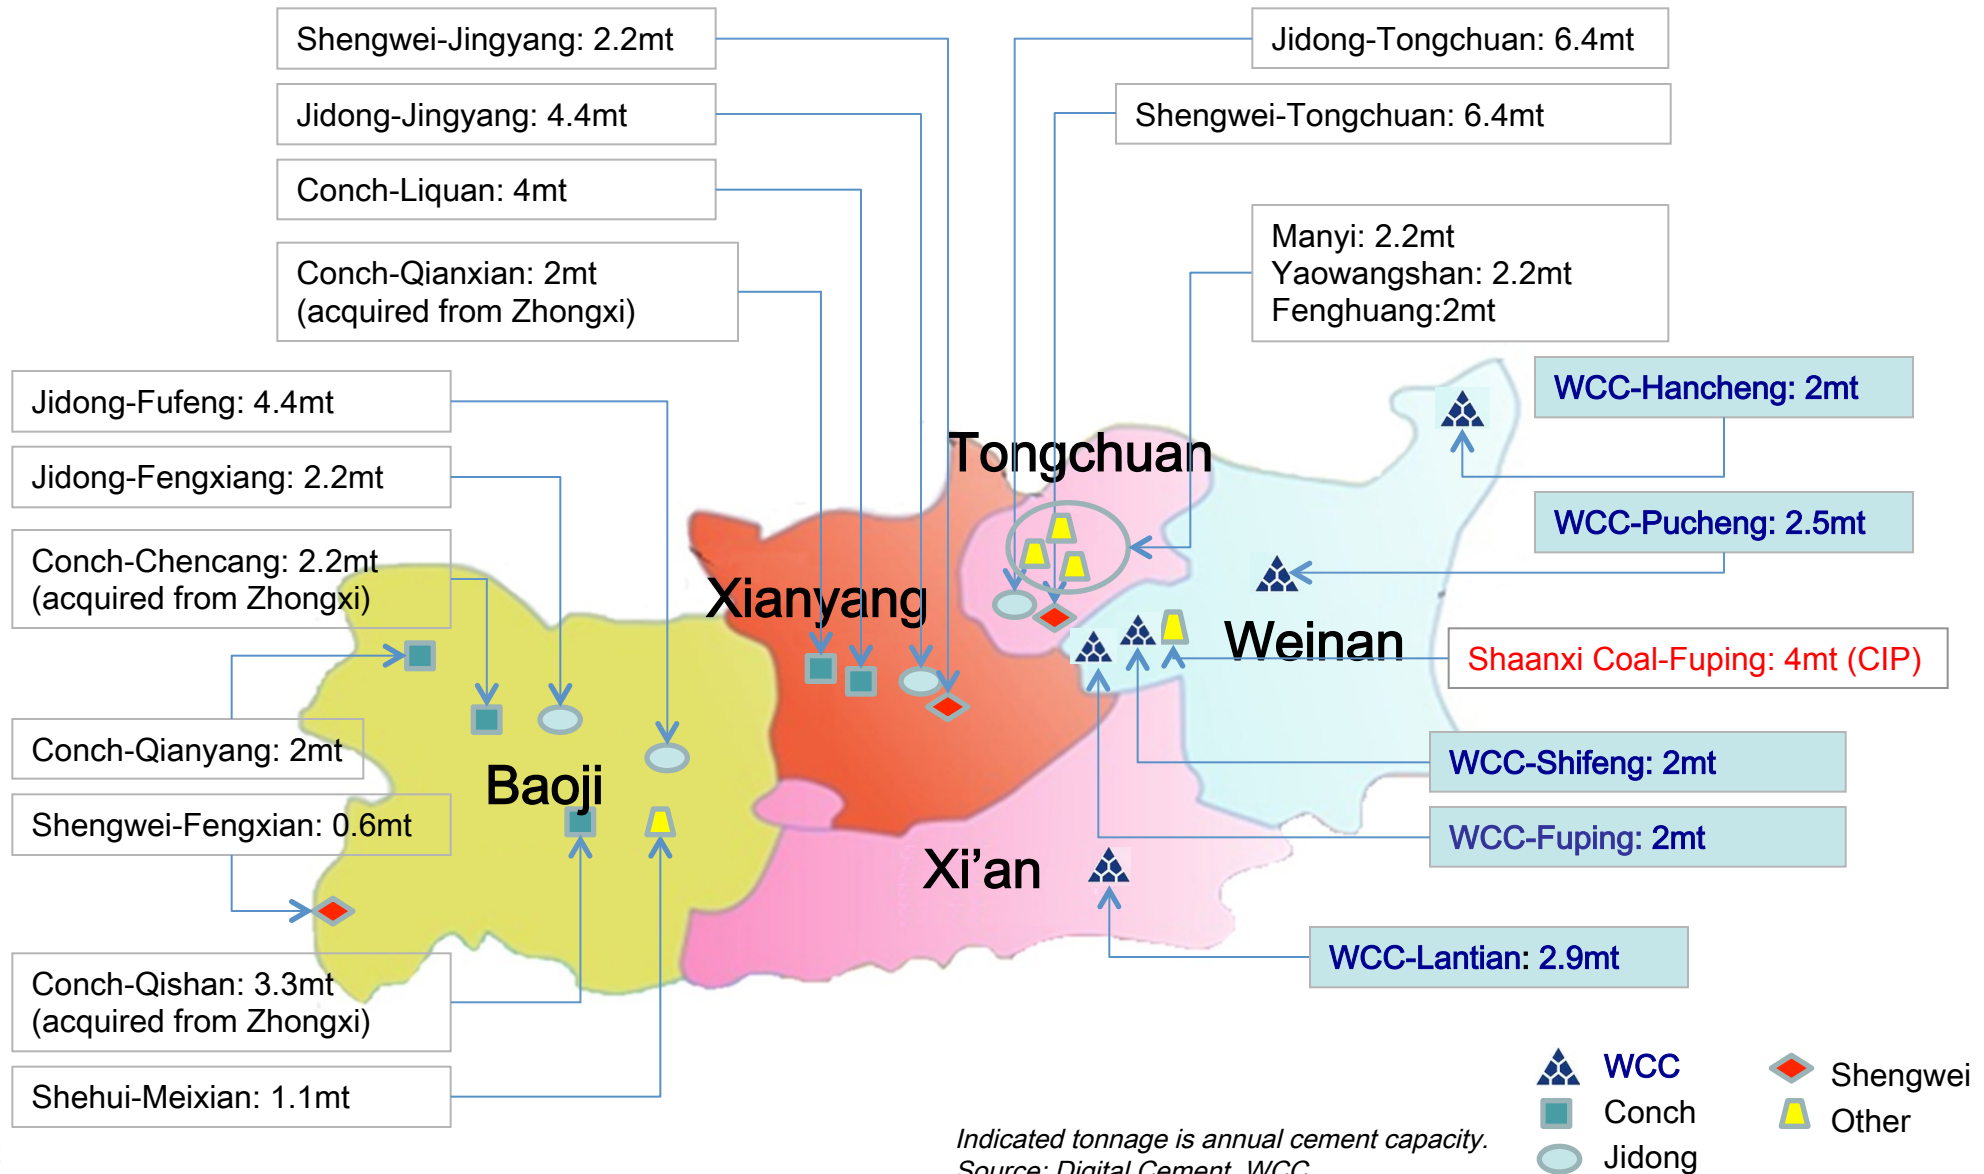 Shengwei-Jingyang: 2.2mt
Jidong-Tongchuan: 6.4mt
Jidong-Jingyang: 4.4mt
Shengwei-Tongchuan: 6.4mt
Conch-Liquan: 4mt
Manyi: 2.2mt
Yaowangshan: 2.2mt
Fenghuang:2mt
Conch-Qianxian: 2mt
(acquired from Zhongxi)
Jidong-Fufeng: 4.4mt
WCC-Hancheng: 2mt
Tongchuan
Jidong-Fengxiang: 2.2mt
WCC-Pucheng: 2.5mt
Conch-Chencang: 2.2mt
(acquired from Zhongxi)
Xianyang
Weinan
Shaanxi Coal-Fuping: 4mt (CIP)
Conch-Qianyang: 2mt
WCC-Shifeng: 2mt
Baoji
Shengwei-Fengxian: 0.6mt
WCC-Fuping: 2mt
Xi’an
WCC-Lantian: 2.9mt
Conch-Qishan: 3.3mt
(acquired from Zhongxi)
Shehui-Meixian: 1.1mt
WCC
Shengwei
Conch
Other
Jidong
Indicated tonnage is annual cement capacity.
Source: Digital Cement, WCC